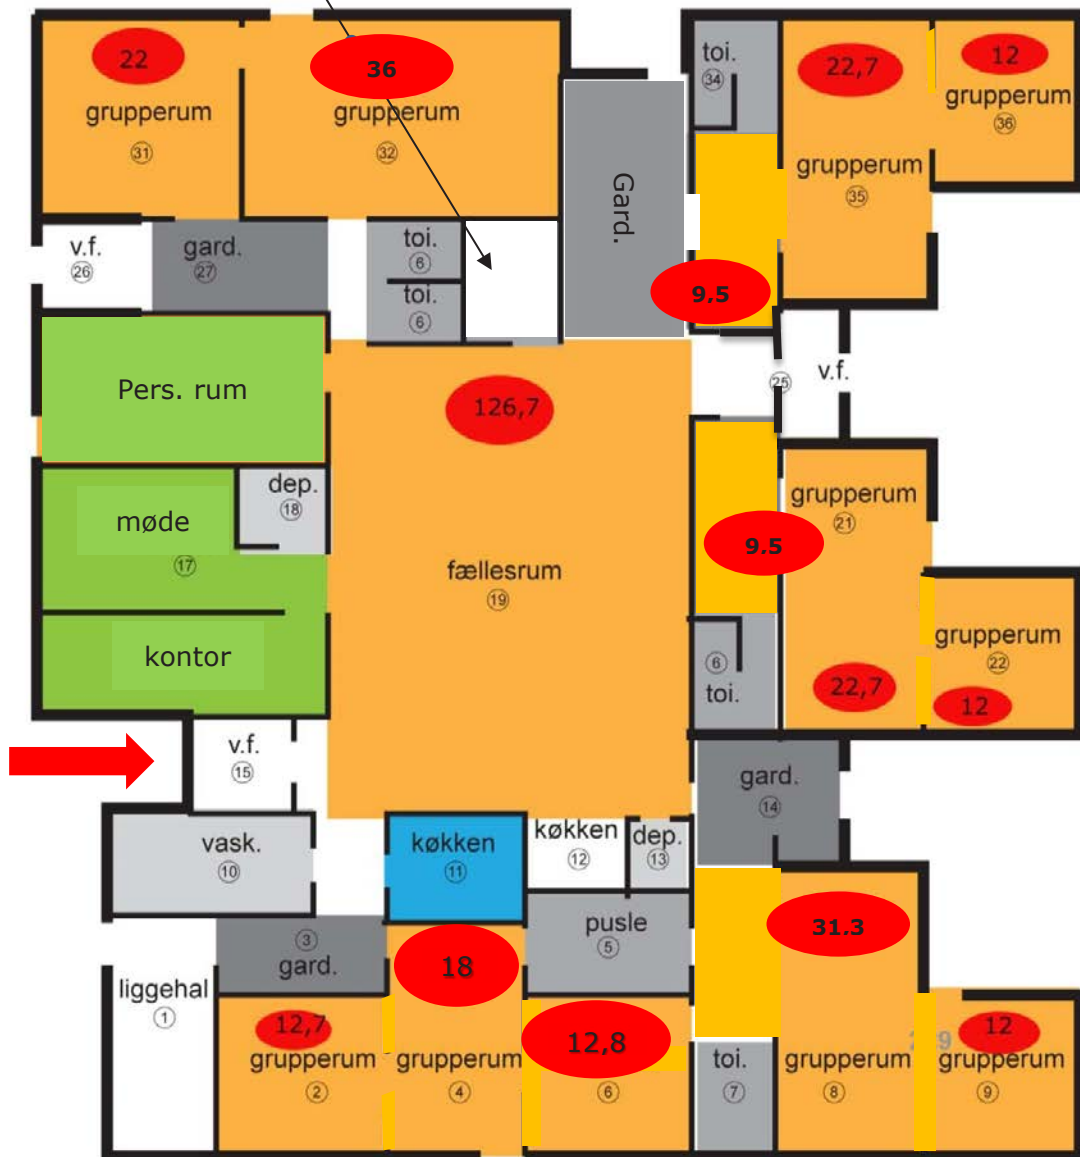 22
grupperum
31
36
grupperum
32
toi.
34
22,7
grupperum
35
12
grupperum
36
Gard.
v.f.
26
gard.
27
toi.
6
toi.
6
9,5
Pers. rum
126,7
25
v.f.
møde
17
dep.
18
fællesrum
19
9.5
grupperum
21
kontor
6
toi.
22,7
grupperum
22
12
v.f.
15
gard.
14
vask.
10
køkken
11
køkken
12
dep.
13
pusle
5
31.3
3
gard.
18
liggehal
1
12,7
grupperum
2
grupperum
4
12,8
grupperum
6
toi.
7
grupperum
8
12
grupperum
9